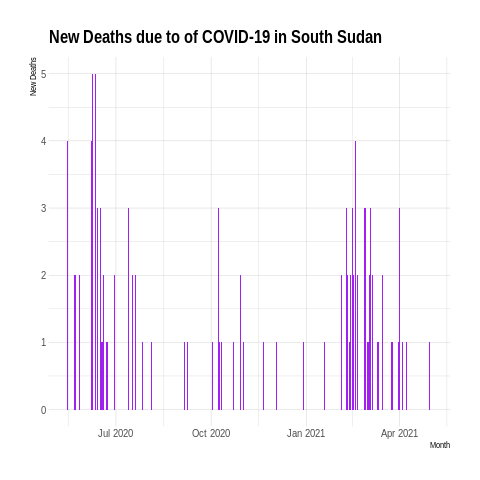 New Deaths due to of COVID-19 in South Sudan
New Deaths
5
4
3
2
1
0
Jul 2020 Oct 2020 Jan 2021 Apr 2021
Month